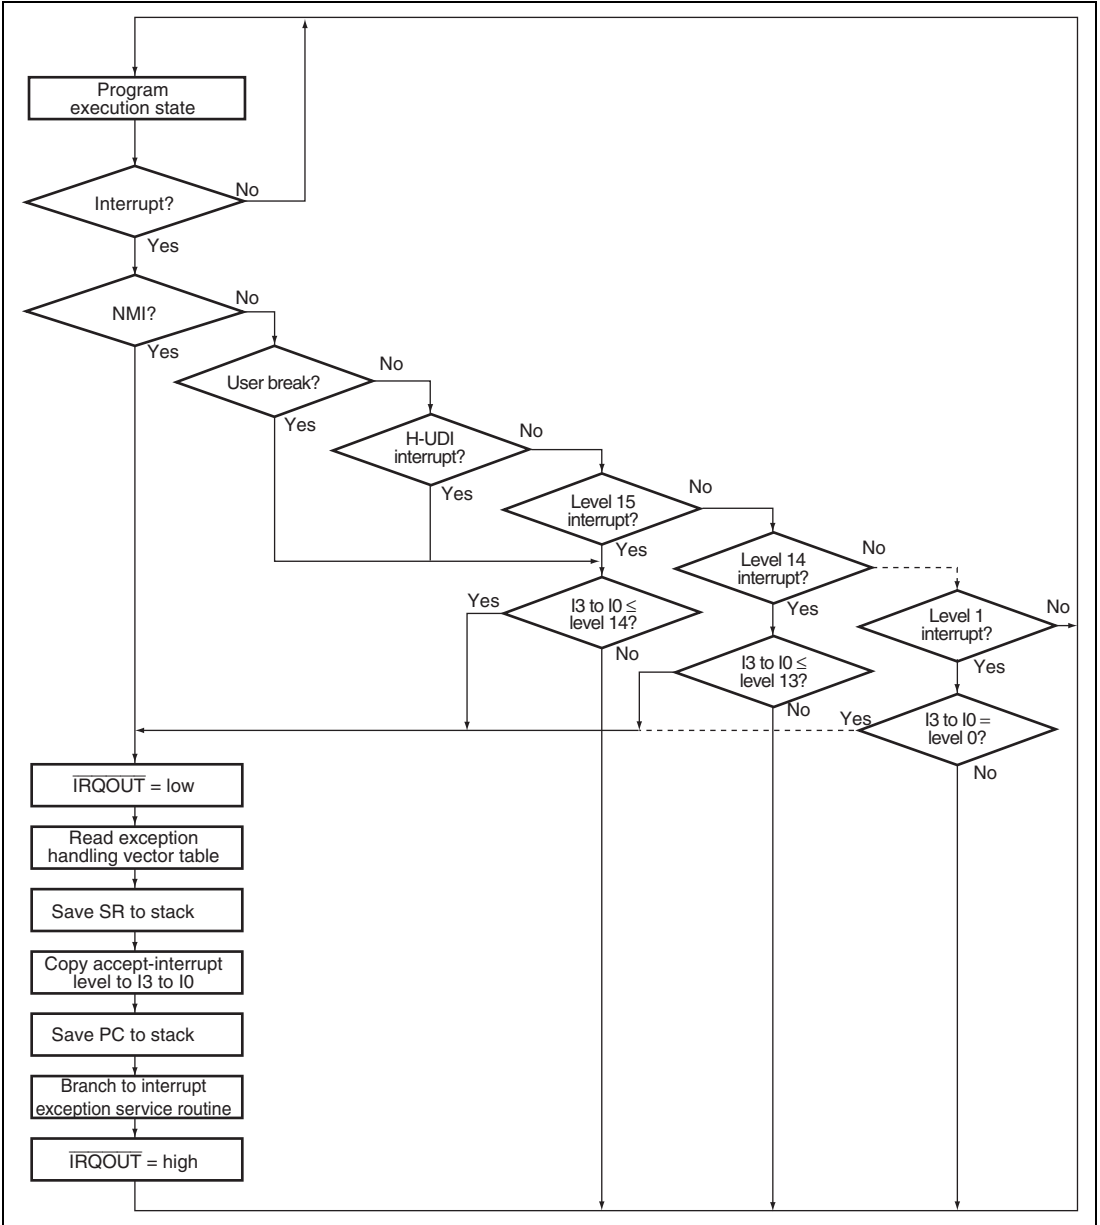 Program
execution state
Interrupt?
No
Yes
NMI?
No
Yes
User break?
No
Yes
H-UDI
interrupt?
No
Yes
Level 15
interrupt?
No
Yes
Level 14
interrupt?
No
Yes
Level 1
interrupt?
No
Yes
I3 to I0 ≤
level 14?
Yes
No
I3 to I0 ≤
level 13?
No
I3 to I0 =
level 0?
Yes
No
I̅R̅Q̅O̅U̅T̅ = low
Read exception
handling vector table
Save SR to stack
Copy accept-interrupt
level to I3 to I0
Save PC to stack
Branch to interrupt
exception service routine
I̅R̅Q̅O̅U̅T̅ = high